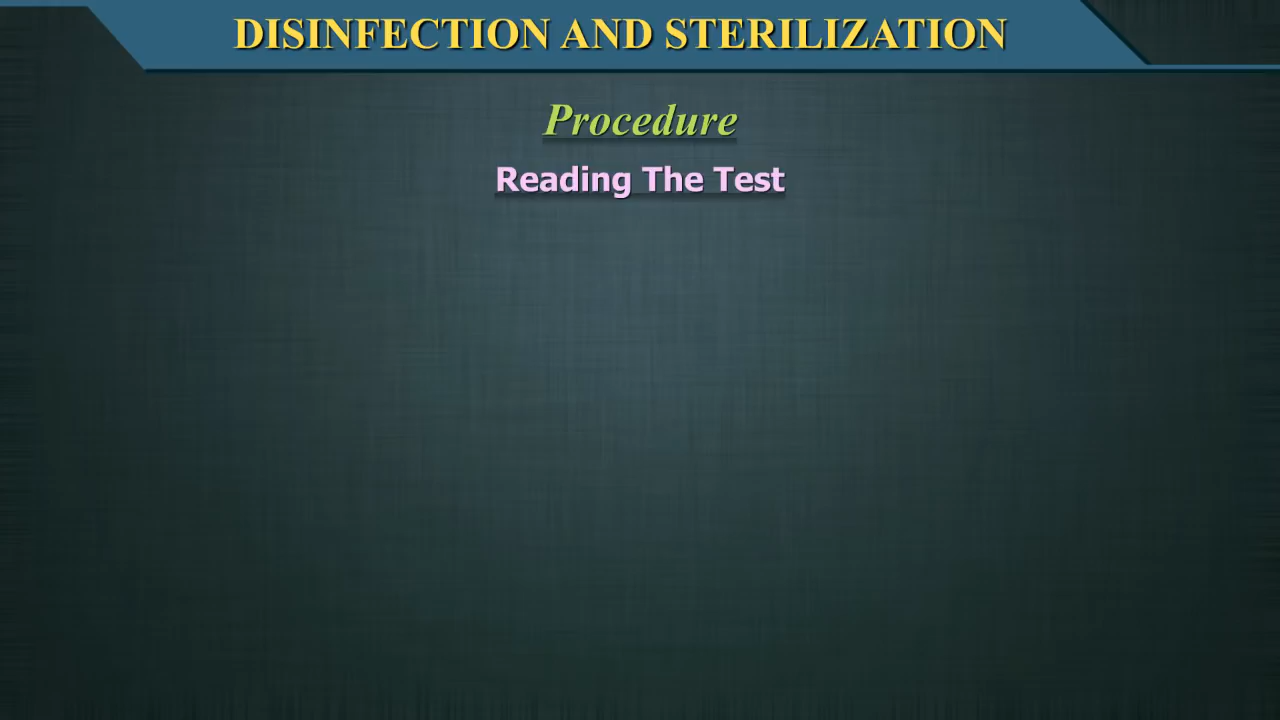 DISINFECTION AND STERILIZATION
Procedure
Reading The Test